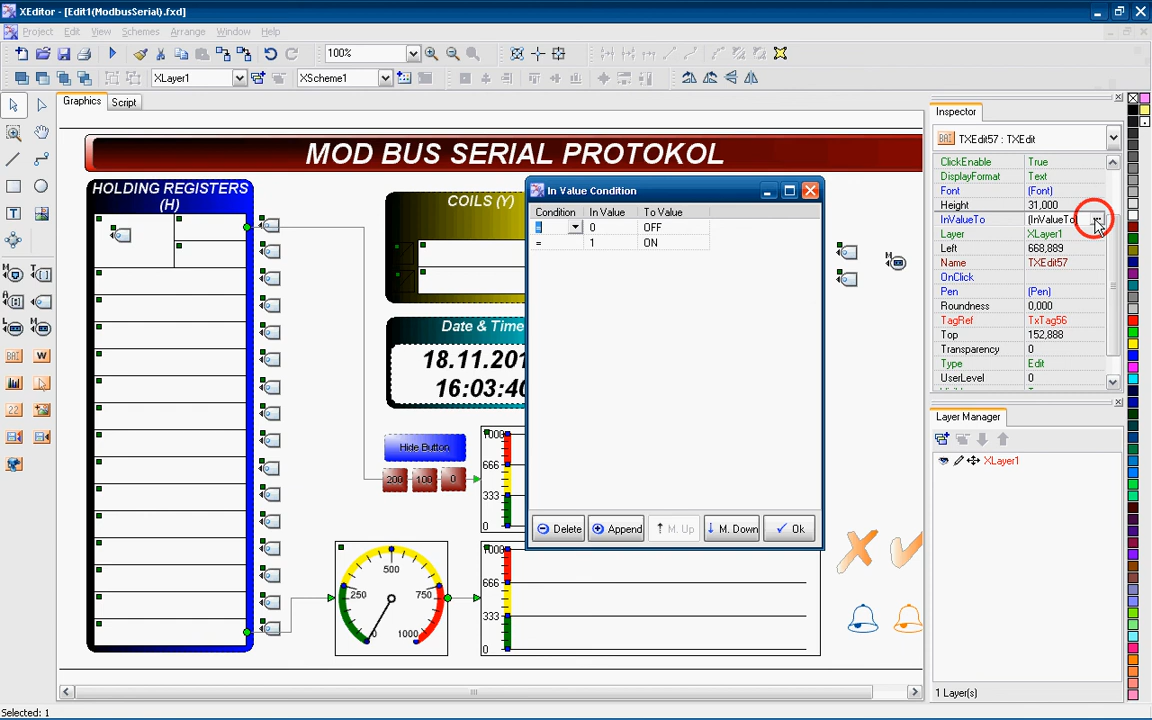 XEditor - [Edit1(ModbusSerial).fxd]
Project Edit View Schemes Arrange Window Help
100%
XLayer1 XScheme1
Graphics Script
MOD BUS SERIAL PROTOKOL
HOLDING REGISTERS
(H)
COILS (Y)
Date & Time
18.11.201
16:03:40
Hide Button
200 100 0
1000
666
333
0
1000
666
333
0
500
250 750
0 1000
In Value Condition
Condition In Value To Value
= 0 OFF
= 1 ON
Delete Append M. Up M. Down Ok
Inspector
BAI TXEdit57 : TXEdit
ClickEnable True
DisplayFormat Text
Font (Font)
Height 31,000
InValueTo (InValueTo
Layer XLayer1
Left 668,889
Name TXEdit57
OnClick
Pen (Pen)
Roundness 0,000
TagRef TxTag56
Top 152,888
Transparency 0
Type Edit
UserLevel 0
Layer Manager
XLayer1
1 Layer(s)
Selected: 1